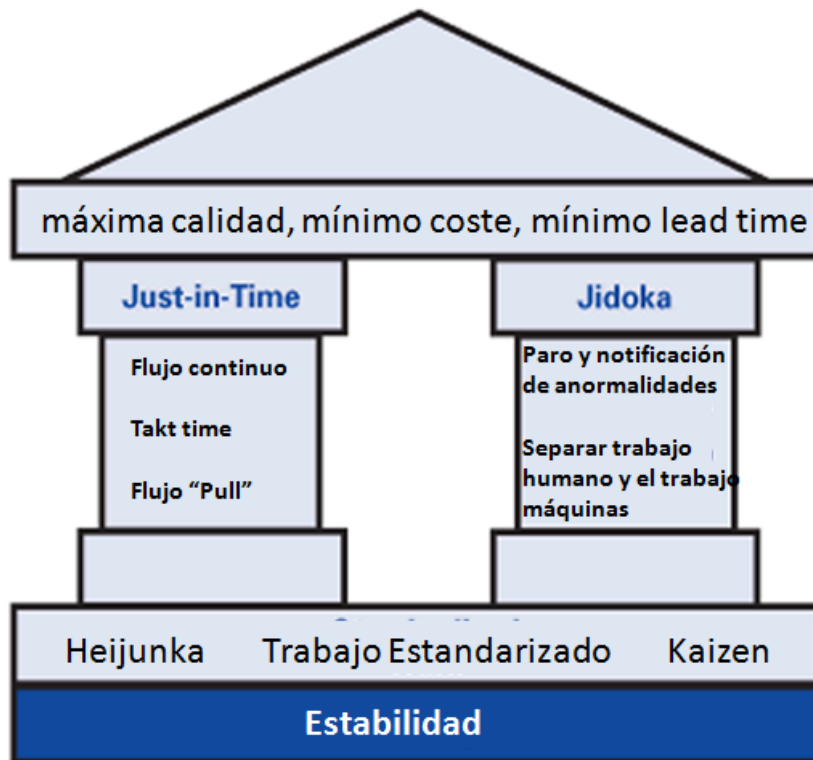 máxima calidad, mínimo coste, mínimo lead time
Just-in-Time
Flujo continuo
Takt time
Flujo “Pull”
Jidoka
Paro y notificación
de anormalidades
Separar trabajo
humano y el trabajo
máquinas
Heijunka Trabajo Estandarizado Kaizen
Estabilidad